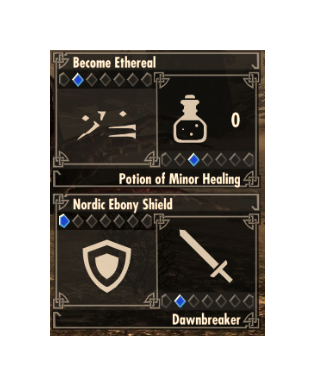 Become Ethereal
0
Potion of Minor Healing
Nordic Ebony Shield
Dawnbreaker